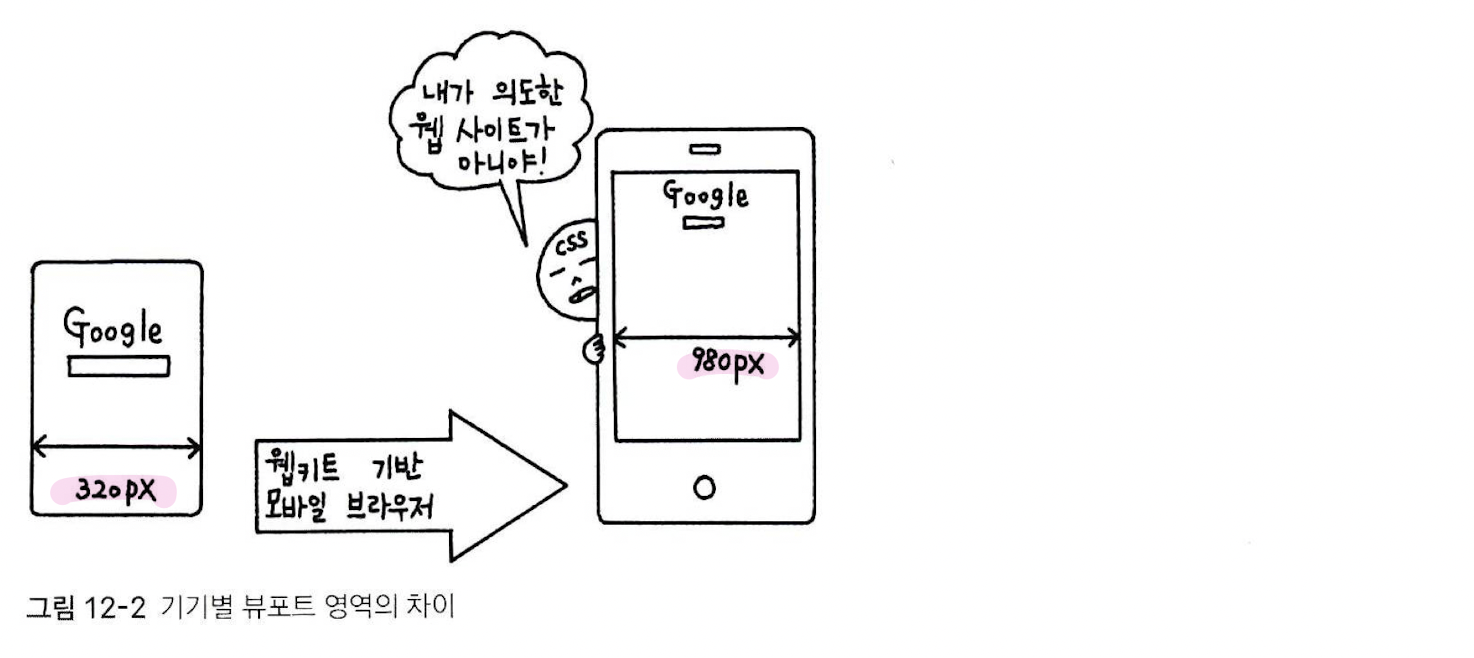 내가 의도한
웹 사이트가
아니야!
Google
css
980px
Google
320px
웹키트 기반
모바일 브라우저
그림 12-2 기기별 뷰포트 영역의 차이